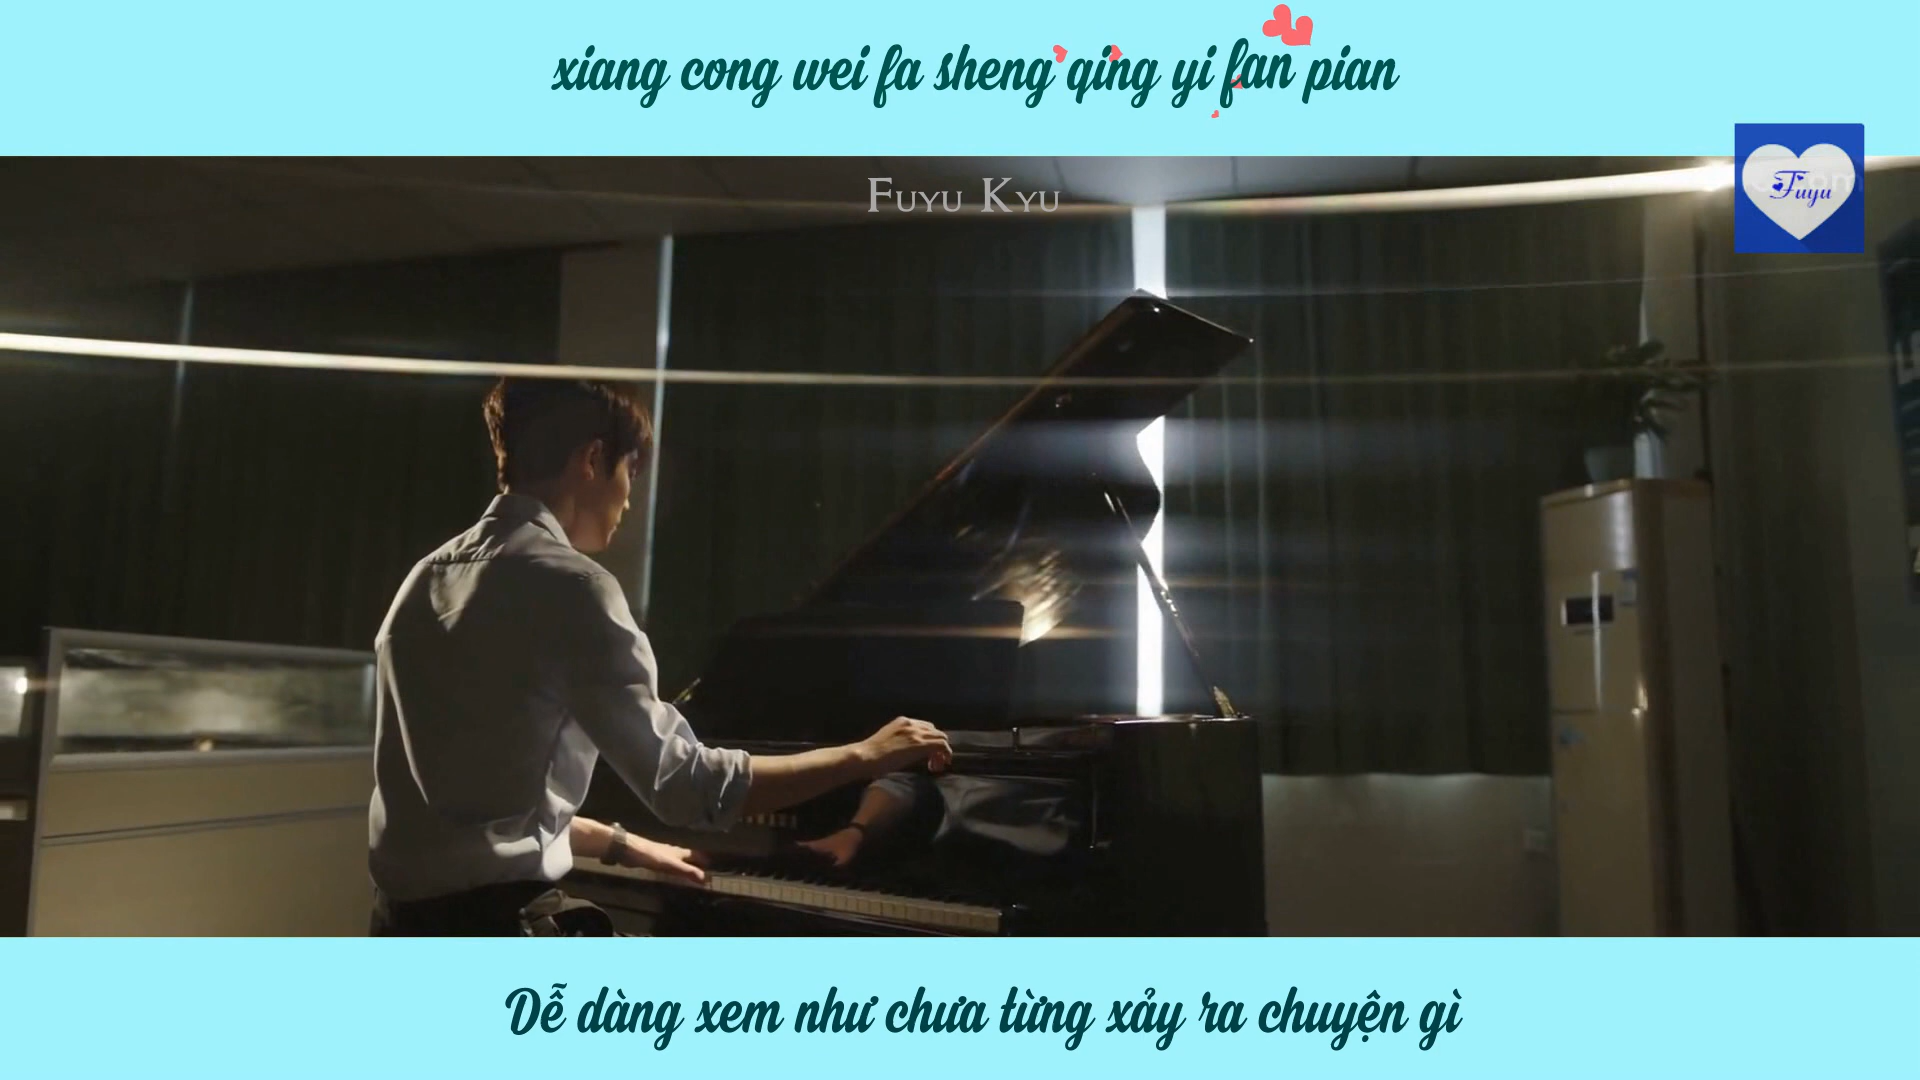 xiang cong wei fa sheng qing yi fan pian
Fuyu Kyu
Fuyu
Dễ dàng xem như chưa từng xảy ra chuyện gì